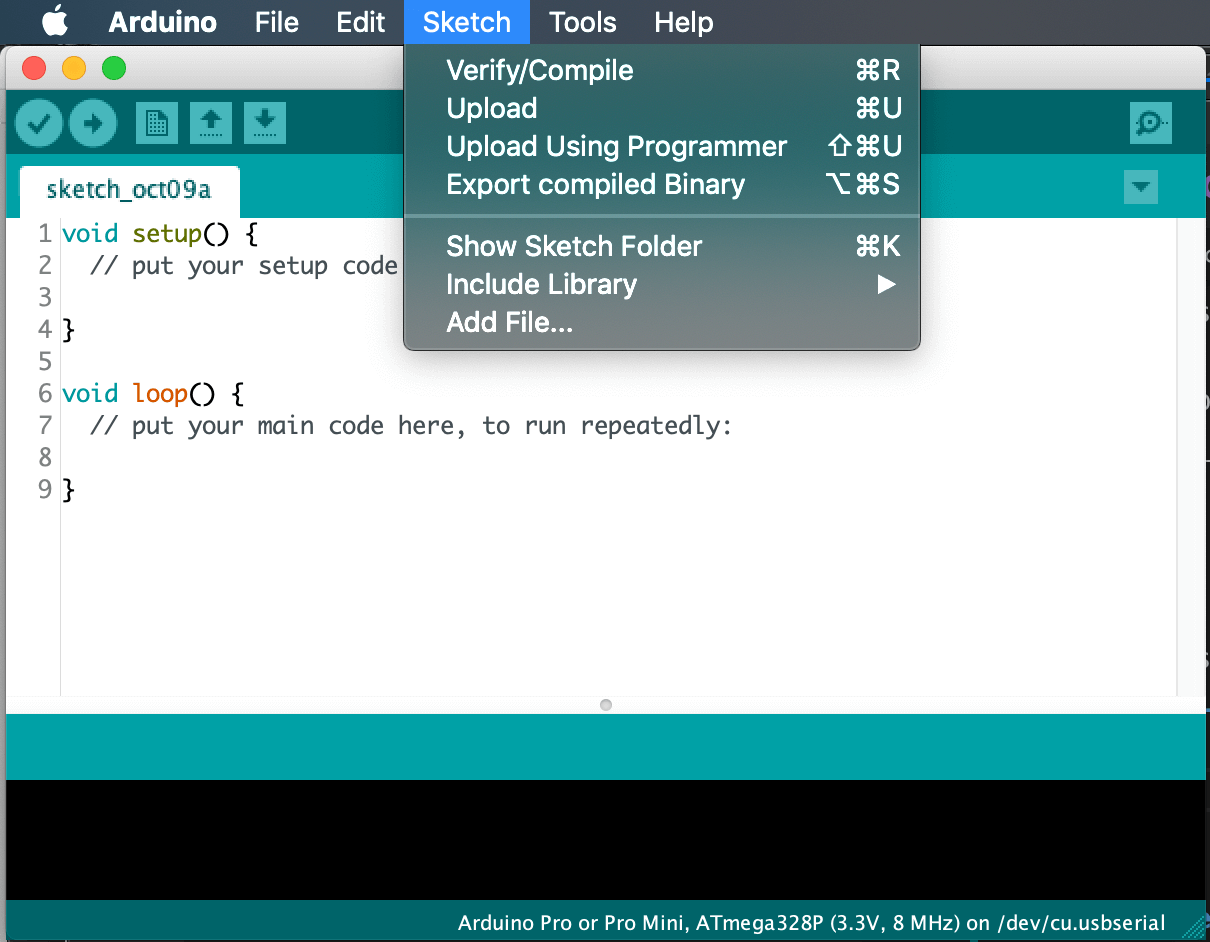 Arduino File Edit Sketch Tools Help
Verify/Compile ⌘R
Upload ⌘U
Upload Using Programmer ⇧⌘U
Export compiled Binary ⌥⌘S
Show Sketch Folder ⌘K
Include Library ▶
Add File...
sketch_oct09a
1 void setup() {
2 // put your setup code
3
4 }
5
6 void loop() {
7 // put your main code here, to run repeatedly:
8
9 }
Arduino Pro or Pro Mini, ATmega328P (3.3V, 8 MHz) on /dev/cu.usbserial